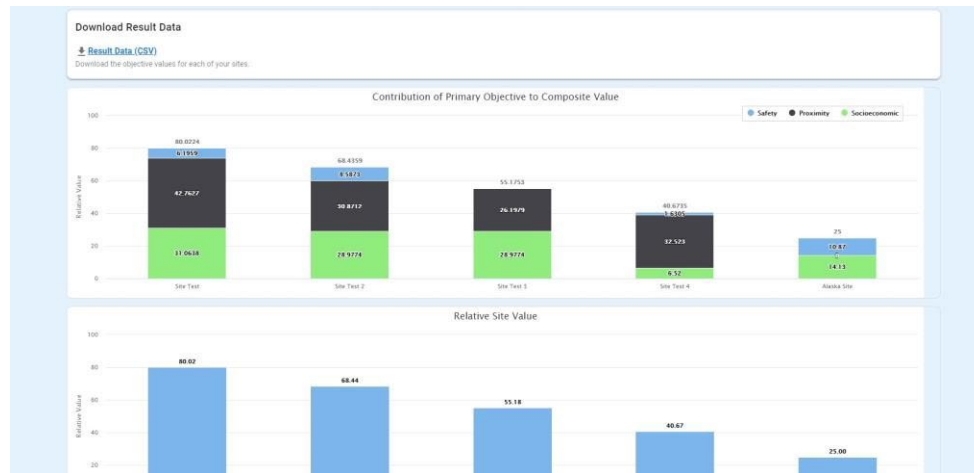 Download Result Data
Result Data (CSV)
Download the objective values for each of your sites.
Contribution of Primary Objective to Composite Value
Safety Proximity Socioeconomic
Relative Value
100
80
60
40
20
0
80.0224
6.1959
42.7627
31.0638
68.4359
8.5873
30.8712
28.9774
55.1753
26.1979
28.9774
40.6735
1.6305
32.523
6.52
25
10.87
0
14.13
Site Test
Site Test 2
Site Test 3
Site Test 4
Alaska Site
Relative Site Value
Relative Value
100
80
60
40
20
80.02
68.44
55.18
40.67
25.00